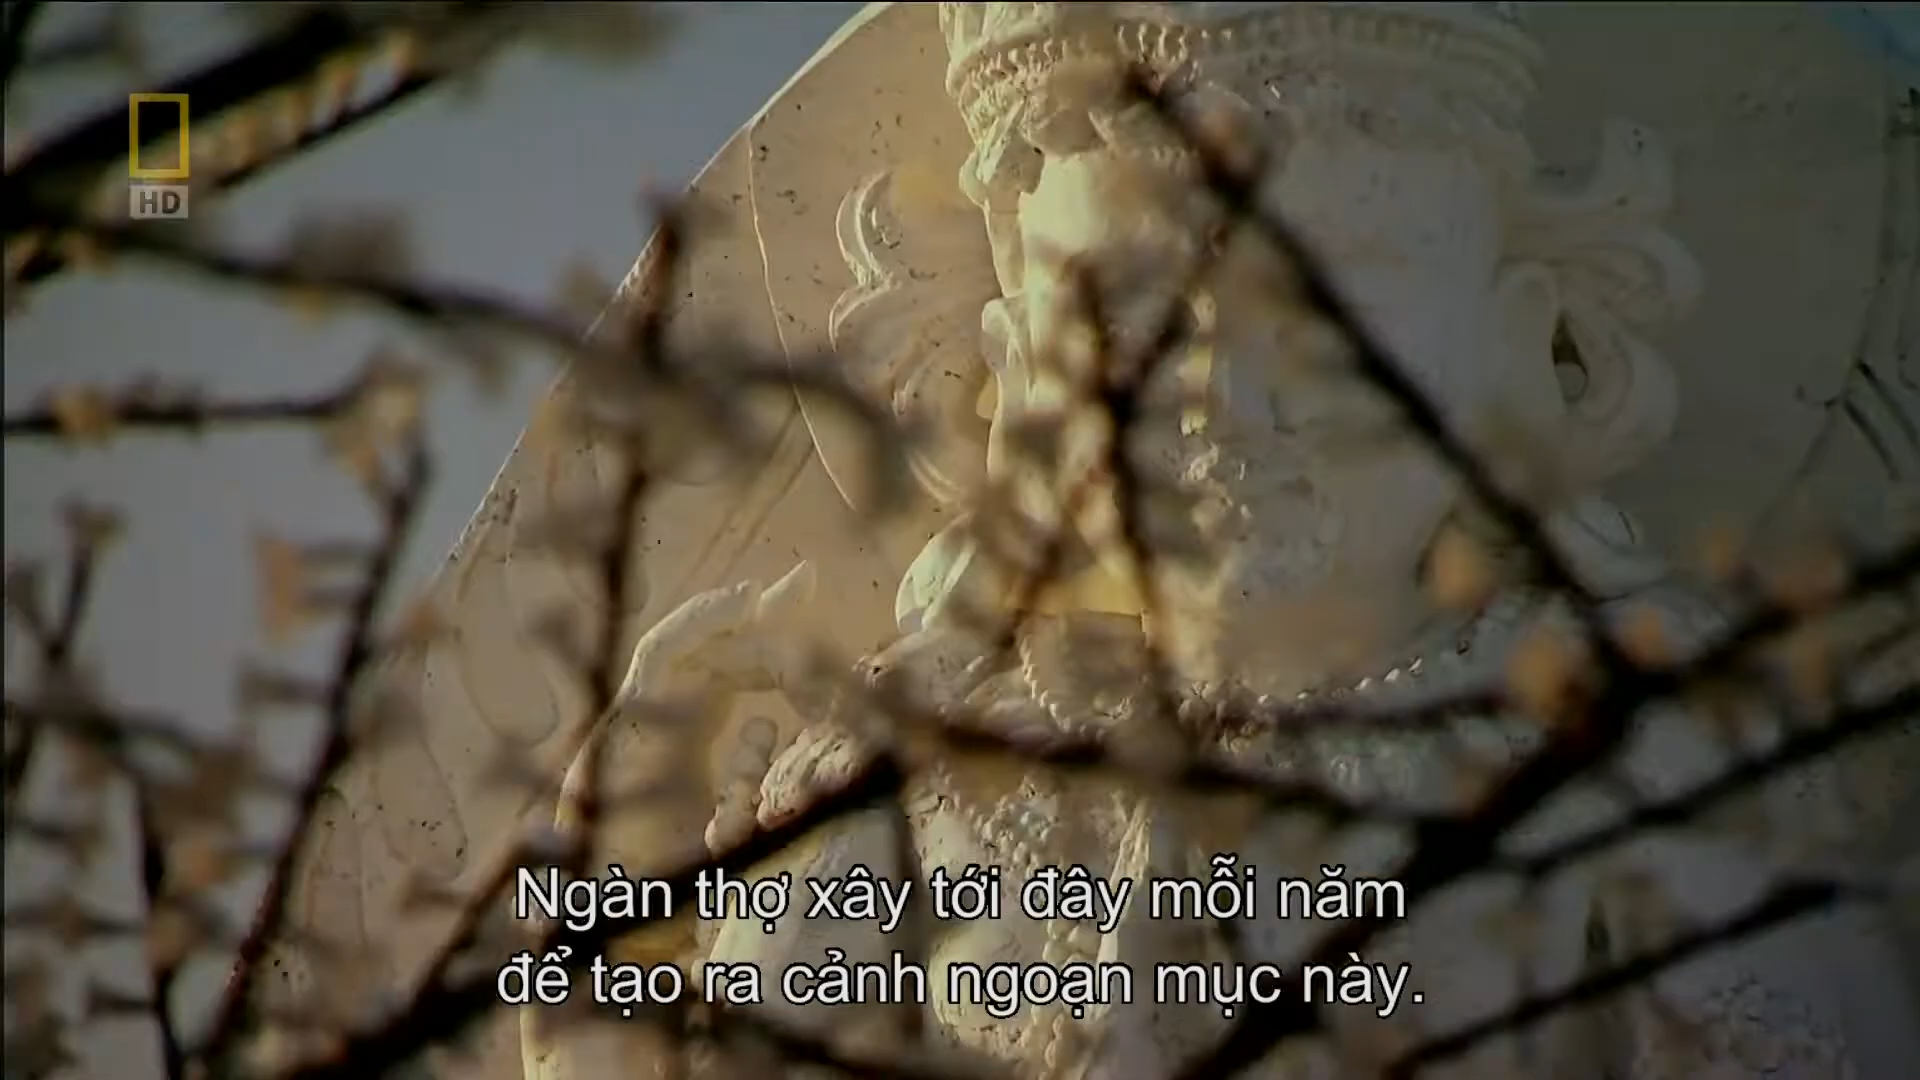 HD
Ngàn thợ xây tới đây mỗi năm
để tạo ra cảnh ngoạn mục này.